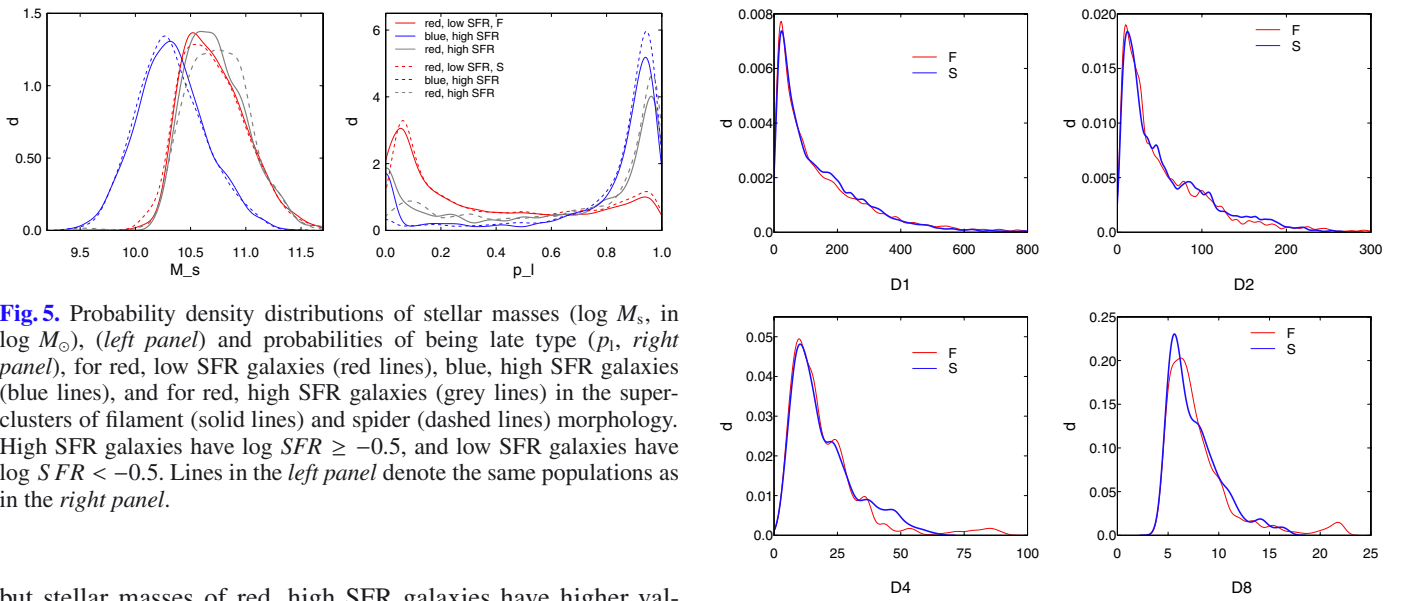 1.5
1.0
0.50
0.0
d
9.5 10.0 10.5 11.0 11.5
M_s
6
4
2
0
d
red, low SFR, F
blue, high SFR
red, high SFR
red, low SFR, S
blue, high SFR
red, high SFR
0.0 0.2 0.4 0.6 0.8 1.0
p_l
Fig. 5. Probability density distributions of stellar masses (log Ms, in
log M⊙), (left panel) and probabilities of being late type (pl, right
panel), for red, low SFR galaxies (red lines), blue, high SFR galaxies
(blue lines), and for red, high SFR galaxies (grey lines) in the super-
clusters of filament (solid lines) and spider (dashed lines) morphology.
High SFR galaxies have log SFR ≥ −0.5, and low SFR galaxies have
log S FR < −0.5. Lines in the left panel denote the same populations as
in the right panel.
but stellar masses of red, high SFR galaxies have higher val-
0.008
0.006
0.004
0.002
0.0
d
F
S
0 200 400 600 800
D1
0.020
0.015
0.010
0.005
0.0
d
F
S
0 100 200 300
D2
0.05
0.04
0.03
0.02
0.01
0.0
d
F
S
0 25 50 75 100
D4
0.25
0.20
0.15
0.10
0.05
0.0
d
F
S
0 5 10 15 20 25
D8